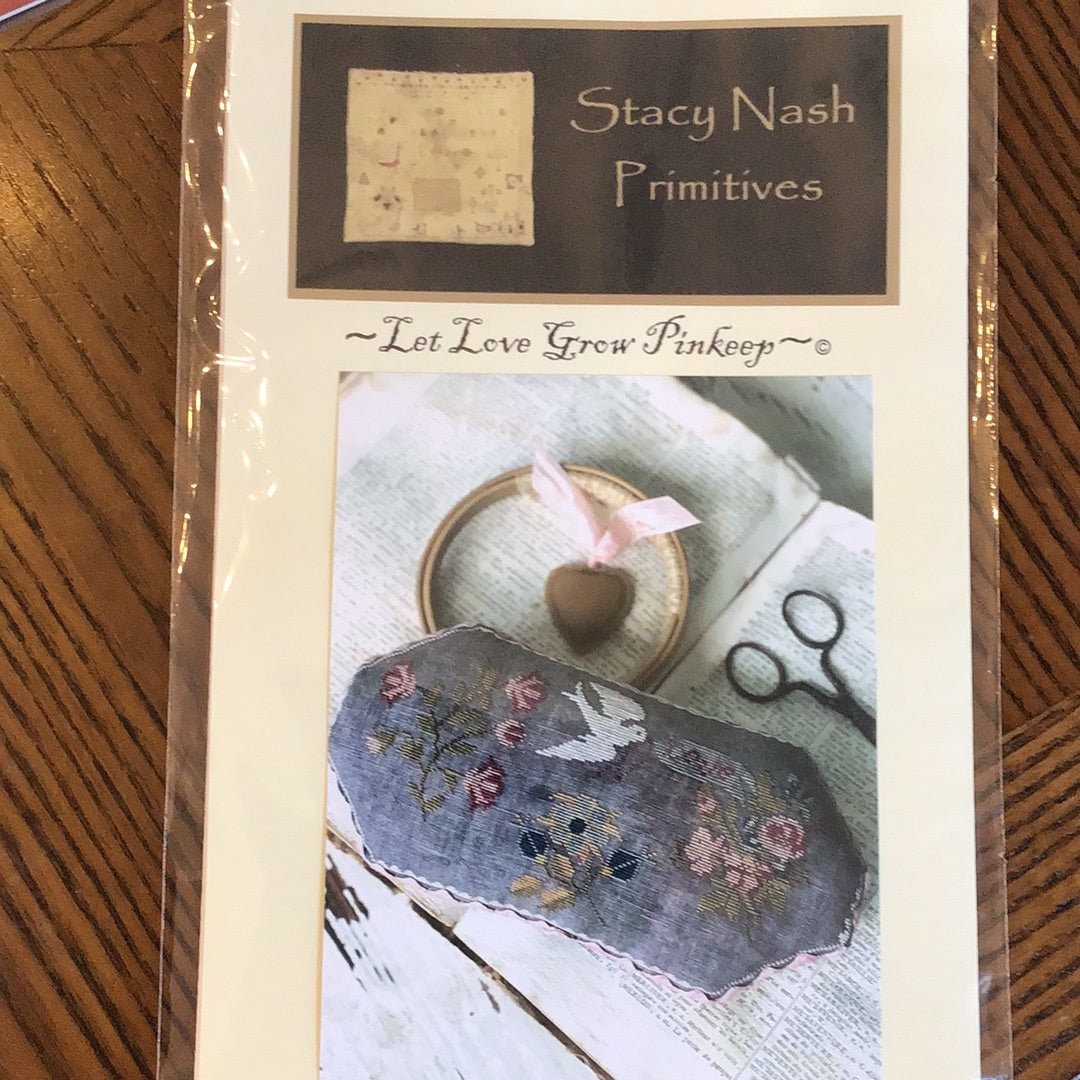 Stacy Nash
Primitives
~Let Love Grow Pinkeep~©